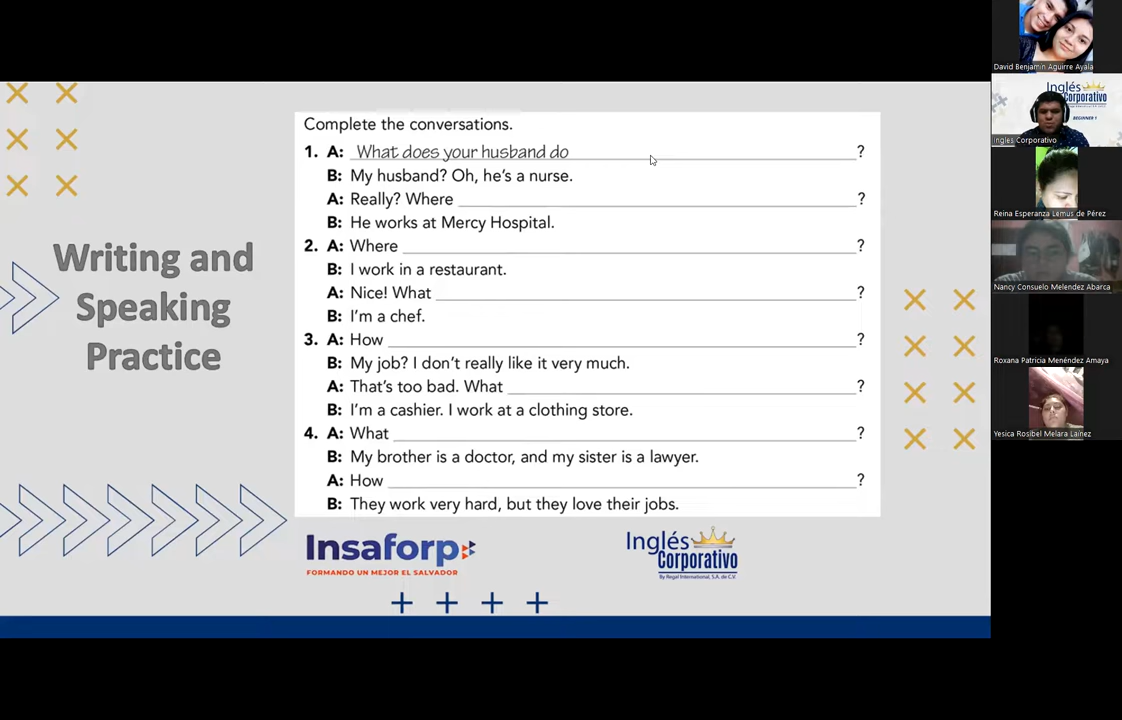 Writing and
Speaking
Practice
Complete the conversations.
1. A: What does your husband do ?
B: My husband? Oh, he's a nurse.
A: Really? Where ?
B: He works at Mercy Hospital.
2. A: Where ?
B: I work in a restaurant.
A: Nice! What ?
B: I'm a chef.
3. A: How ?
B: My job? I don't really like it very much.
A: That's too bad. What ?
B: I'm a cashier. I work at a clothing store.
4. A: What ?
B: My brother is a doctor, and my sister is a lawyer.
A: How ?
B: They work very hard, but they love their jobs.
Insaforp
FORMANDO UN MEJOR EL SALVADOR
Inglés
Corporativo
By Regal International, S.A. de C.V.
David Benjamin Aguirre Ayala
Inglés
Corporativo
BEGINNER 1
Ingles Corporativo
Reina Esperanza Lemus de Pérez
Nancy Consuelo Melendez Abarca
Roxana Patricia Menéndez Amaya
Yesica Rosibel Melara Laínez